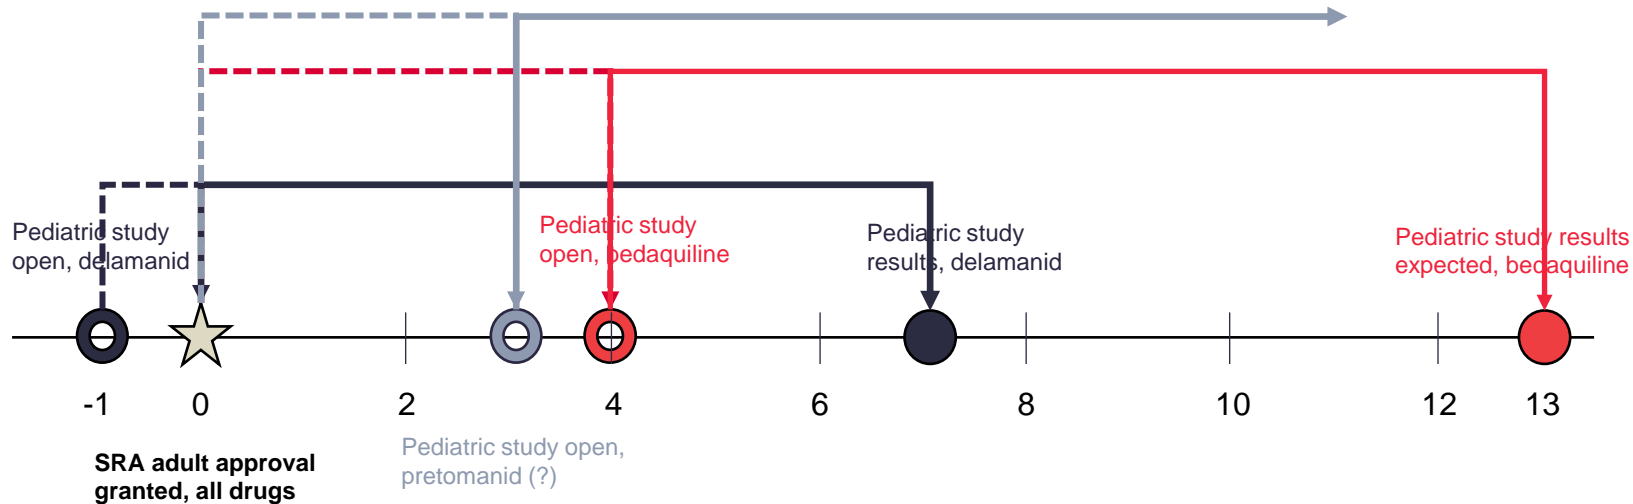 Pediatric study
open, delamanid
Pediatric study
open, bedaquiline
Pediatric study
results, delamanid
Pediatric study results
expected, bedaquiline
-1
0
2
4
6
8
10
12
13
SRA adult approval
granted, all drugs
Pediatric study open,
pretomanid (?)